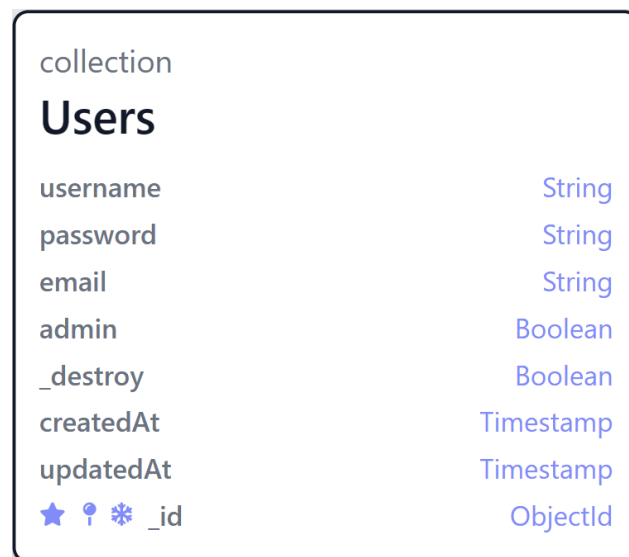 collection
Users
username String
password String
email String
admin Boolean
_destroy Boolean
createdAt Timestamp
updatedAt Timestamp
_id ObjectId